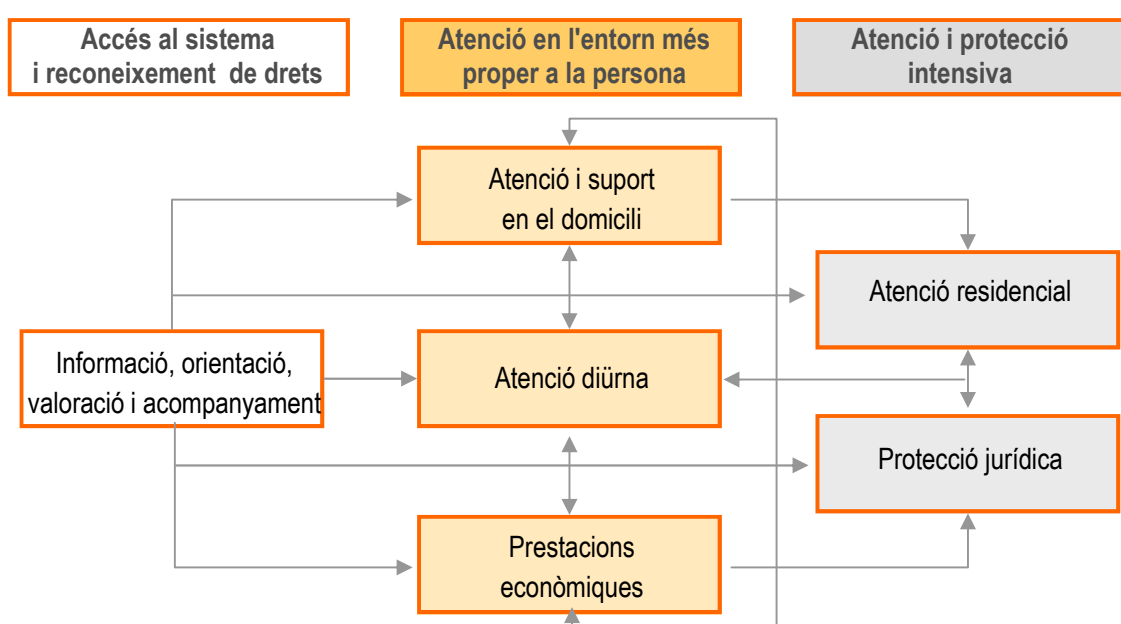 Accés al sistema
i reconeixement de drets
Atenció en l'entorn més
proper a la persona
Atenció i protecció
intensiva
Atenció i suport
en el domicili
Atenció residencial
Informació, orientació,
valoració i acompanyament
Atenció diürna
Protecció jurídica
Prestacions
econòmiques